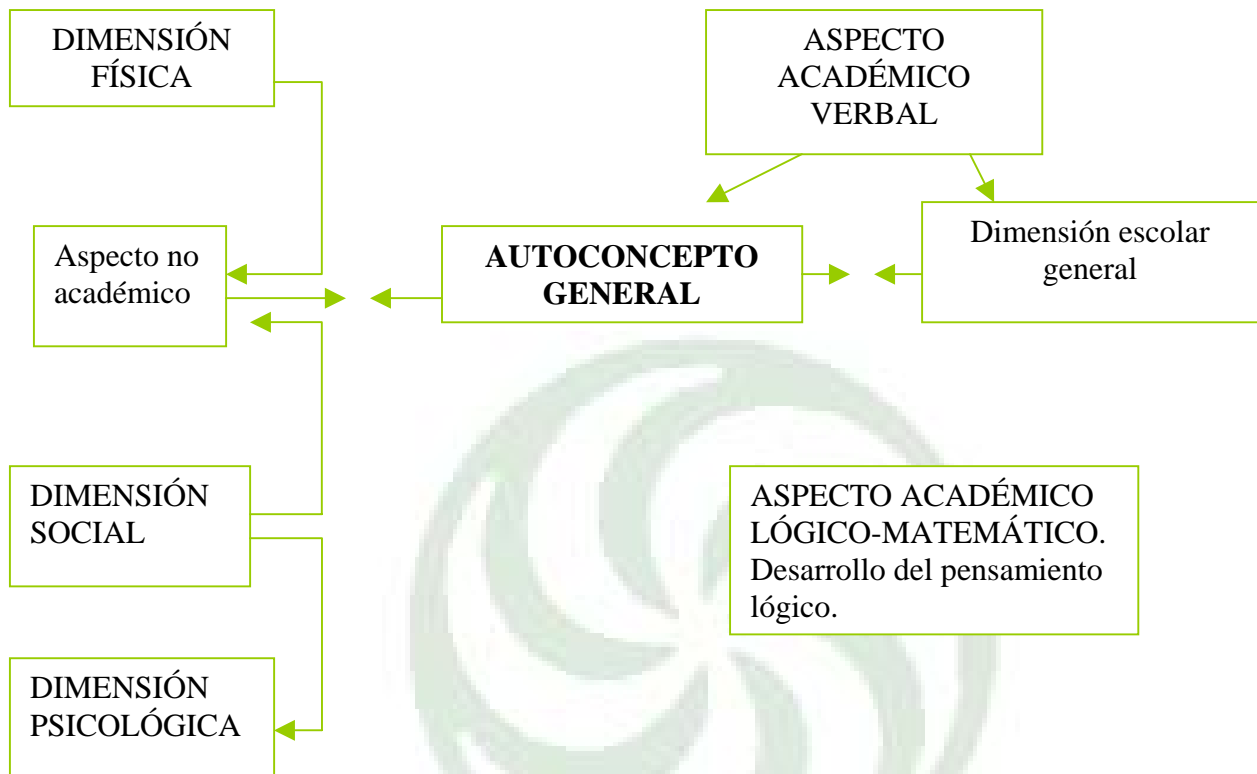 DIMENSIÓN
FÍSICA
ASPECTO
ACADÉMICO
VERBAL
Aspecto no
académico
AUTOCONCEPTO
GENERAL
Dimensión escolar
general
DIMENSIÓN
SOCIAL
ASPECTO ACADÉMICO
LÓGICO-MATEMÁTICO.
Desarrollo del pensamiento
lógico.
DIMENSIÓN
PSICOLÓGICA